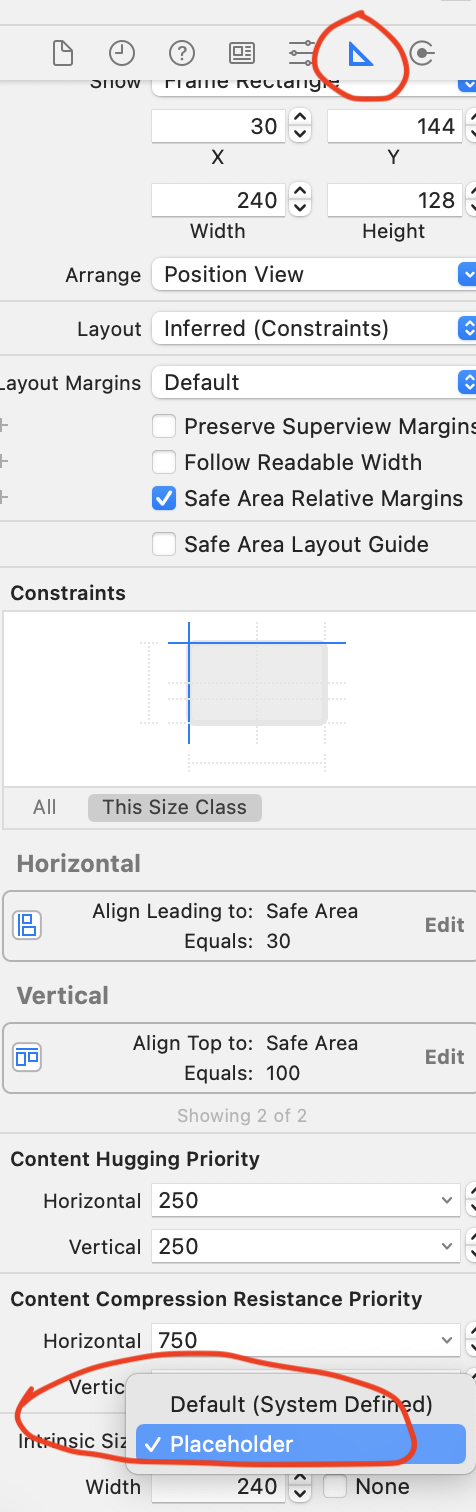 Show Frame Rectangle
30 144
X Y
240 128
Width Height
Arrange Position View
Layout Inferred (Constraints)
Layout Margins Default
Preserve Superview Margins
Follow Readable Width
Safe Area Relative Margins
Safe Area Layout Guide
Constraints
All This Size Class
Horizontal
Align Leading to: Safe Area Edit
Equals: 30
Vertical
Align Top to: Safe Area Edit
Equals: 100
Showing 2 of 2
Content Hugging Priority
Horizontal 250
Vertical 250
Content Compression Resistance Priority
Horizontal 750
Vertic
Default (System Defined)
Intrinsic Siz
Placeholder
Width 240 None